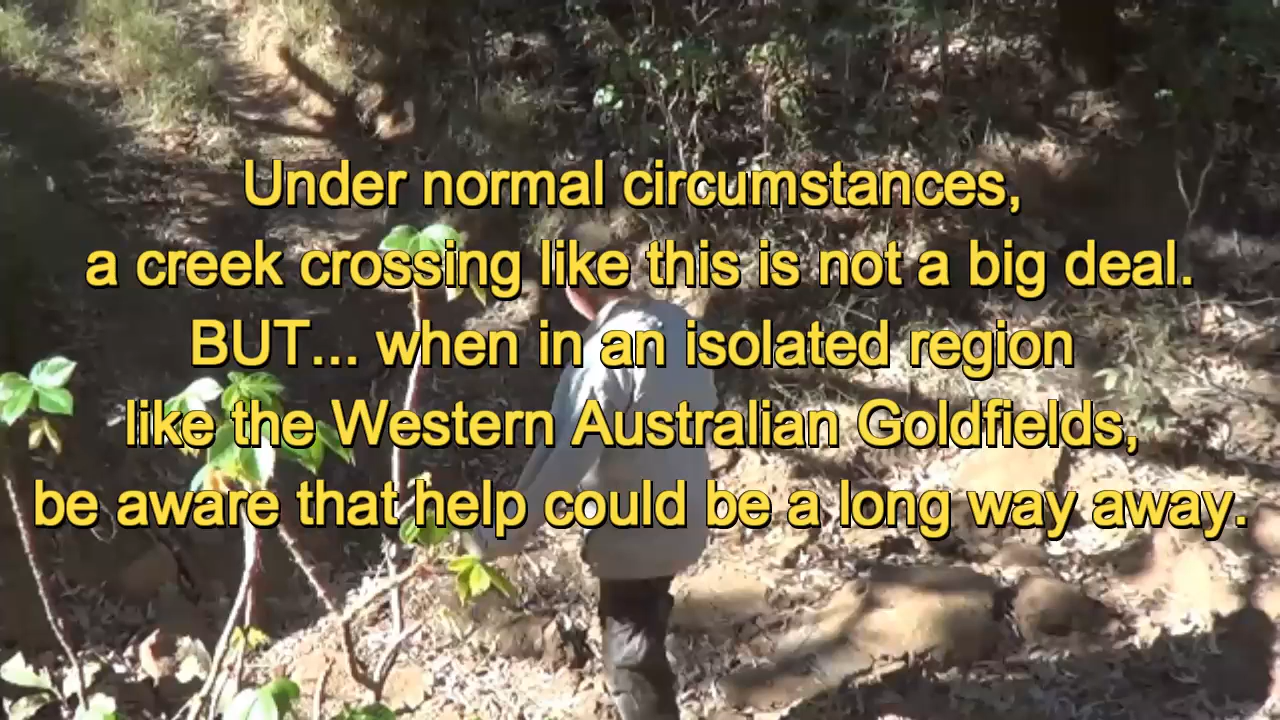 Under normal circumstances,
a creek crossing like this is not a big deal.
BUT... when in an isolated region
like the Western Australian Goldfields,
be aware that help could be a long way away.